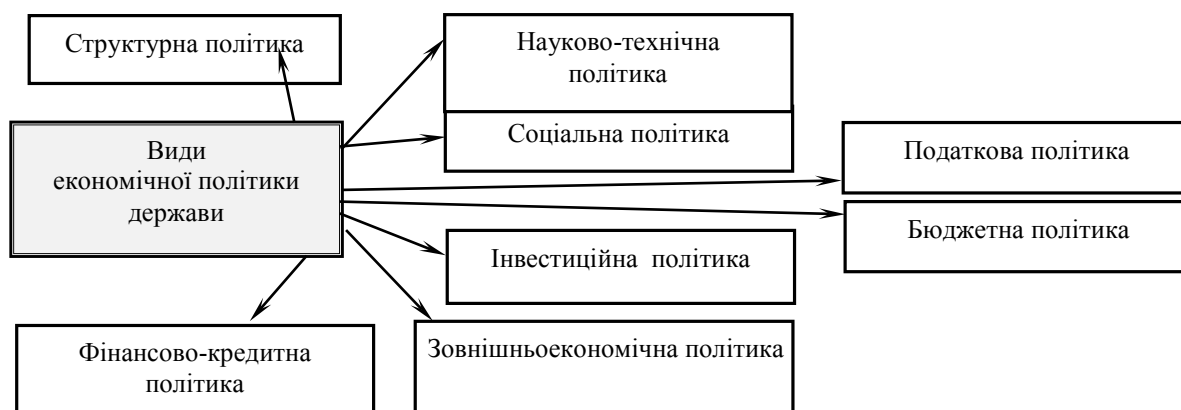 Структурна політика
Науково-технічна
політика
Соціальна політика
Види
економічної політики
держави
Податкова політика
Бюджетна політика
Інвестиційна політика
Фінансово-кредитна
політика
Зовнішньоекономічна політика